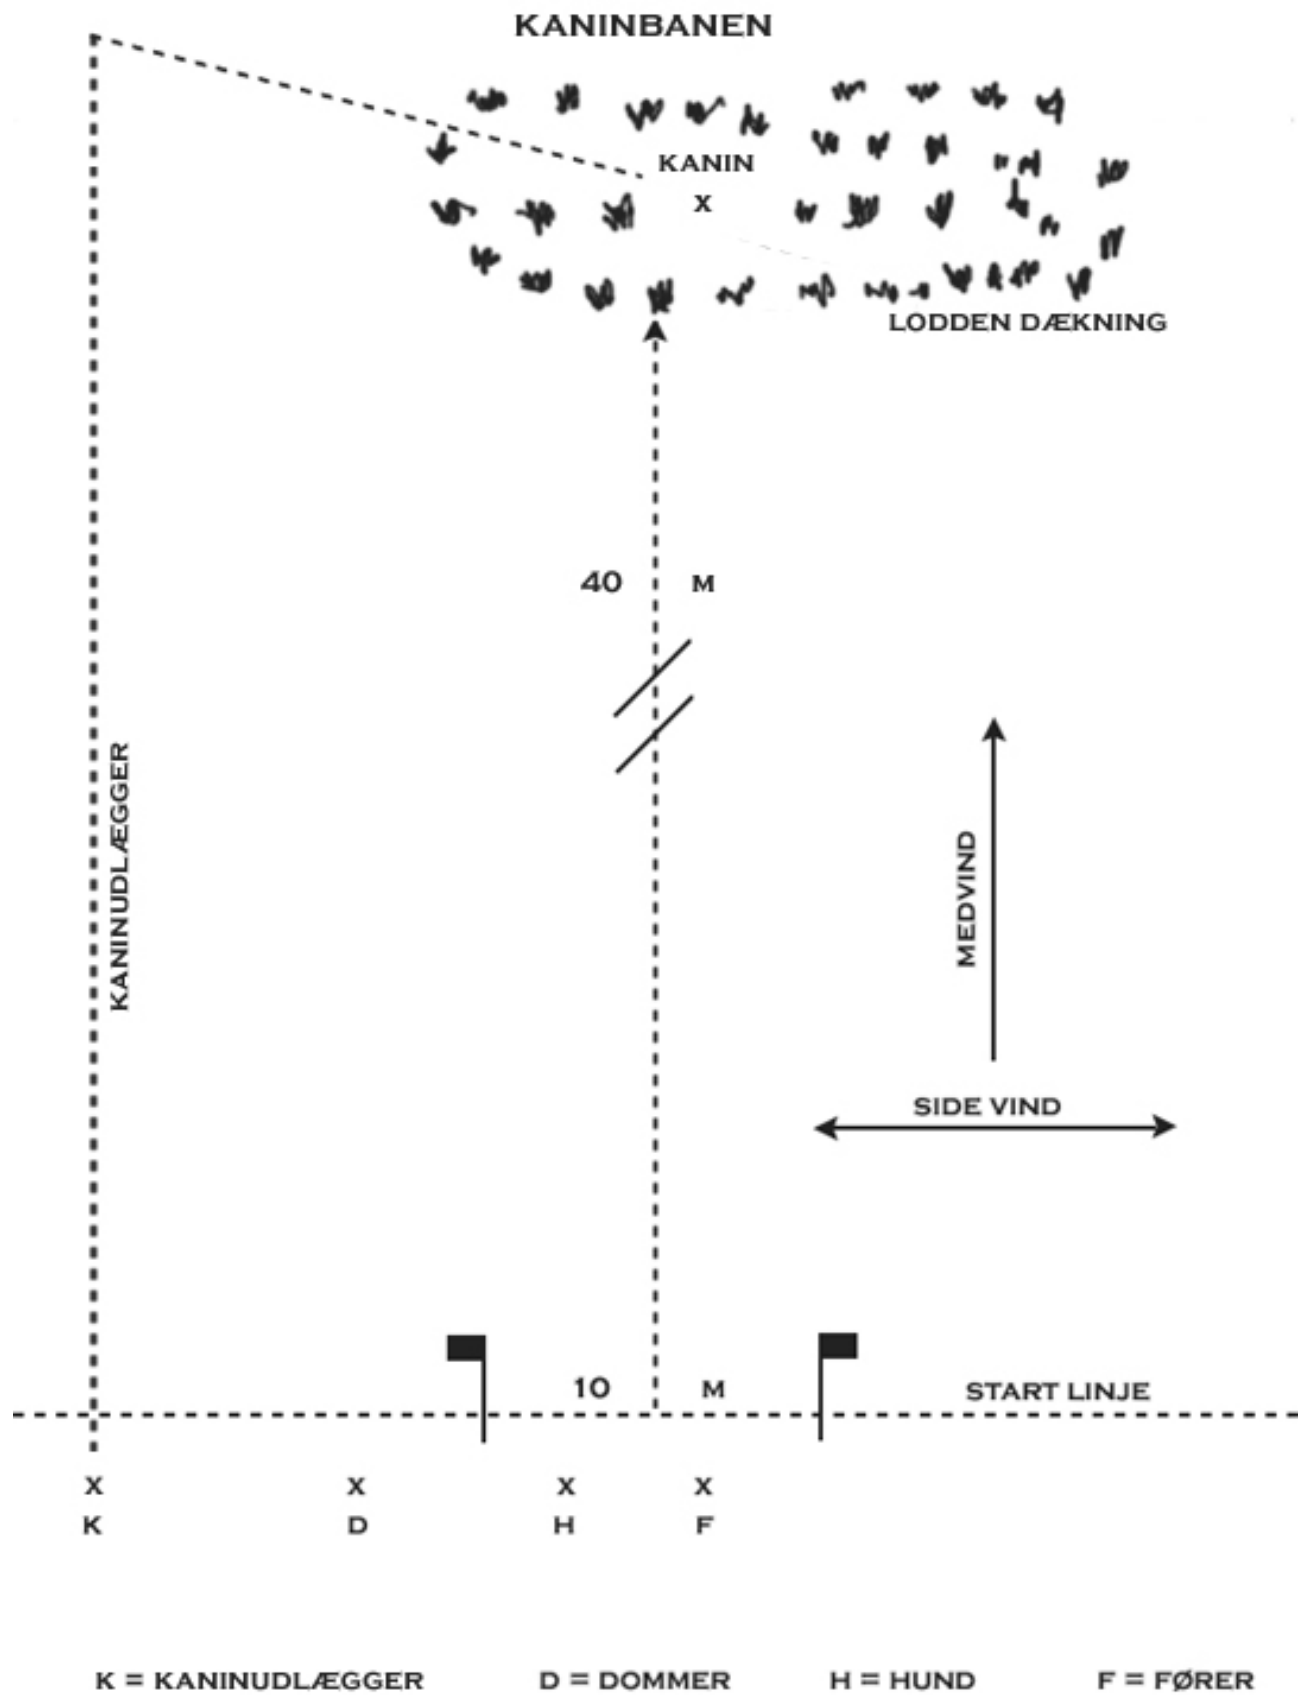 KANINBANEN
KANIN
X
LODDEN DÆKNING
40 M
KANINUDLÆGGER
MEDVIND
SIDE VIND
10 M
START LINJE
X X X X
K D H F
K = KANINUDLÆGGER D = DOMMER H = HUND F = FØRER